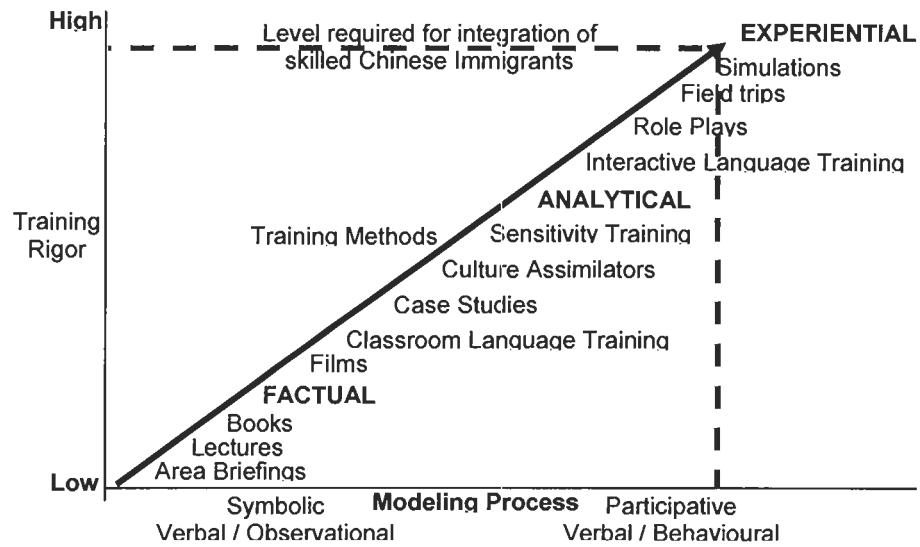 High
Level required for integration of
skilled Chinese Immigrants
EXPERIENTIAL
Simulations
Field trips
Role Plays
Interactive Language Training
ANALYTICAL
Training
Rigor
Training Methods
Sensitivity Training
Culture Assimilators
Case Studies
Classroom Language Training
Films
FACTUAL
Books
Lectures
Area Briefings
Low
Symbolic
Verbal / Observational
Modeling Process
Participative
Verbal / Behavioural